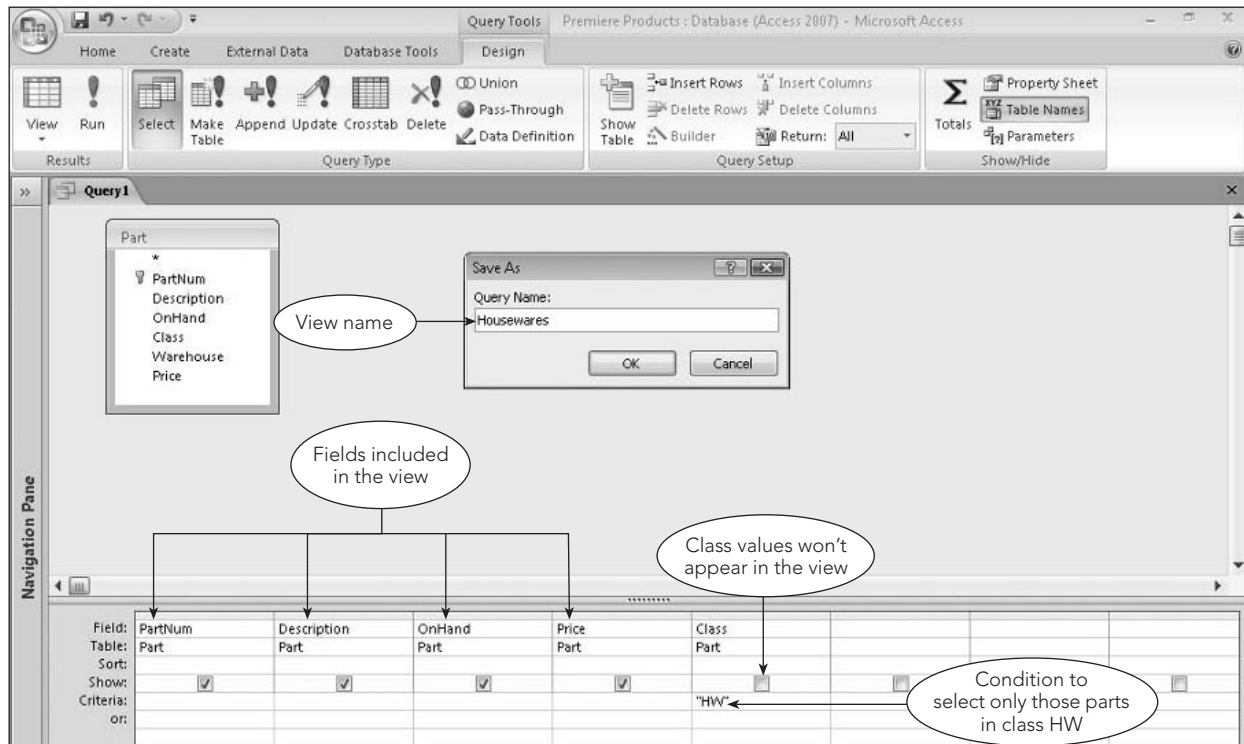 Query Tools
Premiere Products : Database (Access 2007) - Microsoft Access
Home Create External Data Database Tools Design
View
Run
Results
Select
Make Table
Append
Update
Crosstab
Delete
Union
Pass-Through
Data Definition
Query Type
Show Table
Insert Rows
Delete Rows
Builder
Insert Columns
Delete Columns
Return: All
Query Setup
Σ
Totals
Property Sheet
XYZ
Table Names
[?] Parameters
Show/Hide
»
Query1
Navigation Pane
Part
*
PartNum
Description
OnHand
Class
Warehouse
Price
View name
Save As
Query Name:
Housewares
OK
Cancel
Fields included
in the view
Class values won't
appear in the view
Field: PartNum Description OnHand Price Class
Table: Part Part Part Part Part
Sort:
Show:
Criteria: "HW"
or:
Condition to
select only those parts
in class HW